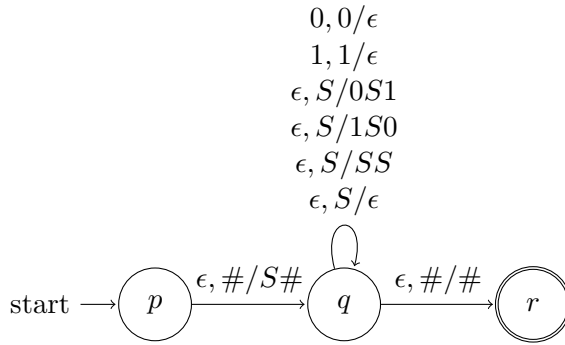 0, 0/ϵ
1, 1/ϵ
ϵ, S/0S1
ϵ, S/1S0
ϵ, S/SS
ϵ, S/ϵ
start p ϵ, #/S# q ϵ, #/# r